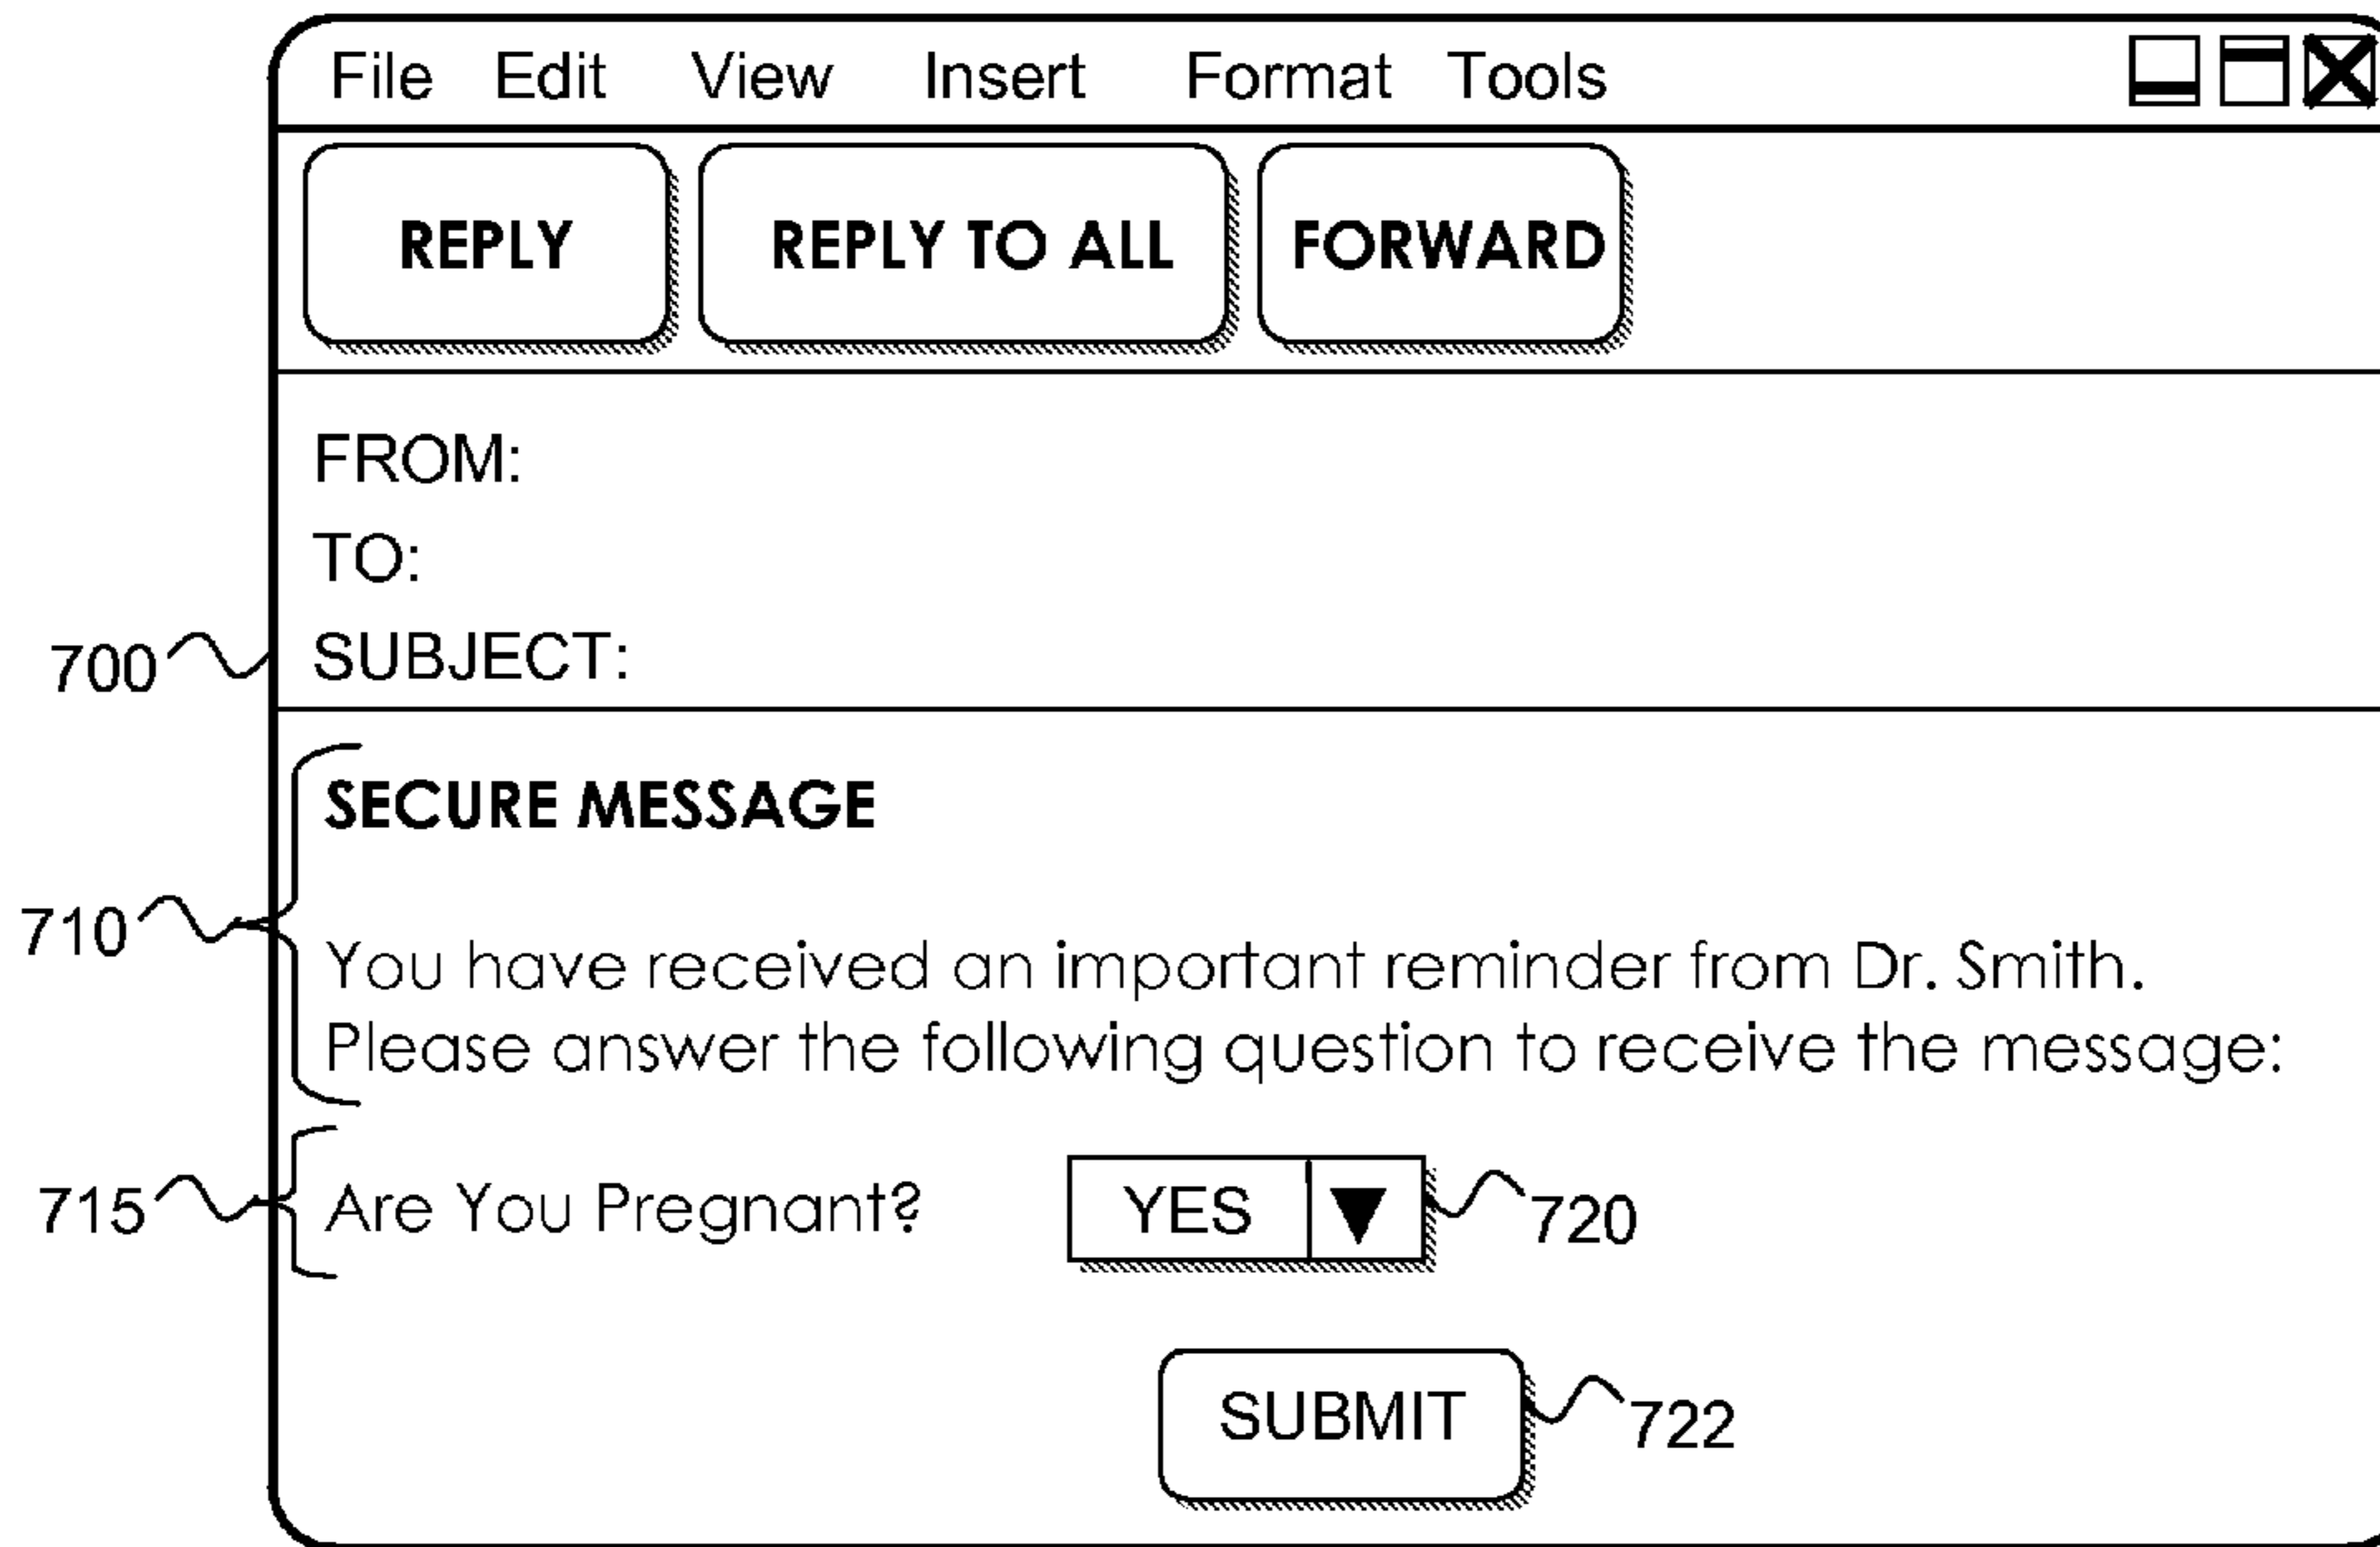 File Edit View Insert Format Tools
REPLY REPLY TO ALL FORWARD
FROM:
TO:
700 SUBJECT:
SECURE MESSAGE
710 You have received an important reminder from Dr. Smith.
Please answer the following question to receive the message:
715 Are You Pregnant? YES 720
SUBMIT 722